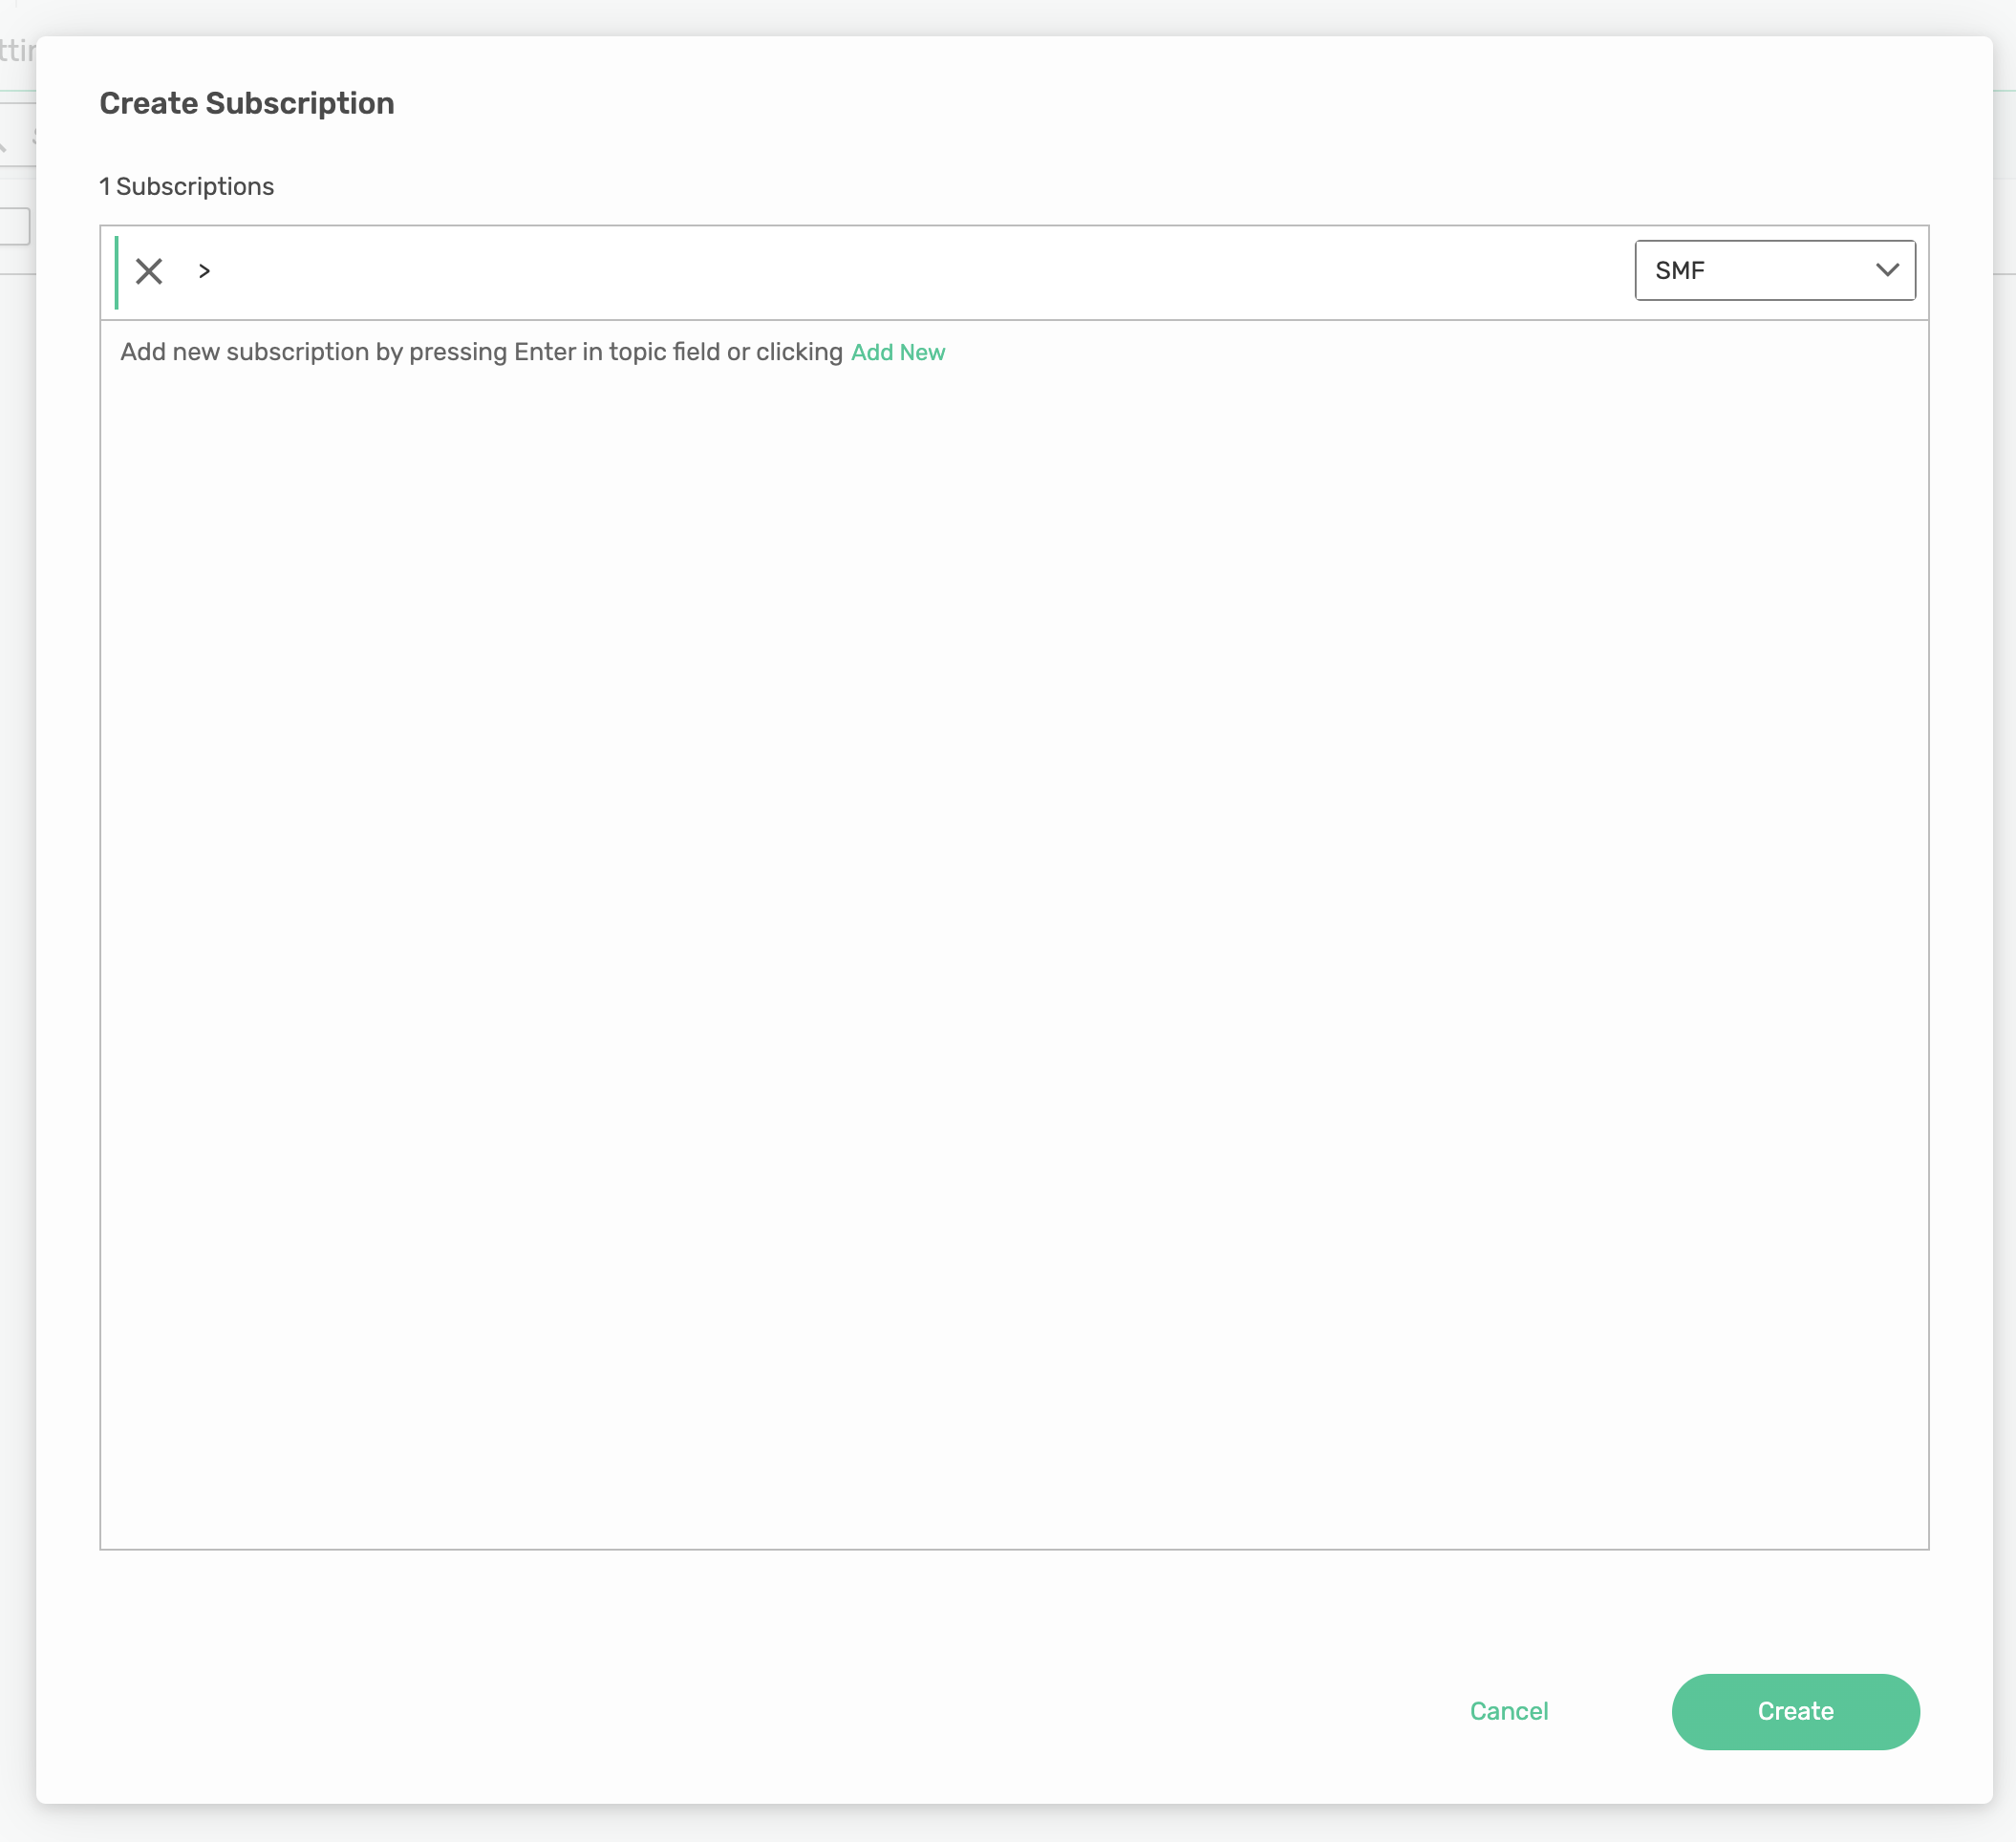 Create Subscription
1 Subscriptions
> SMF
Add new subscription by pressing Enter in topic field or clicking Add New
Cancel Create